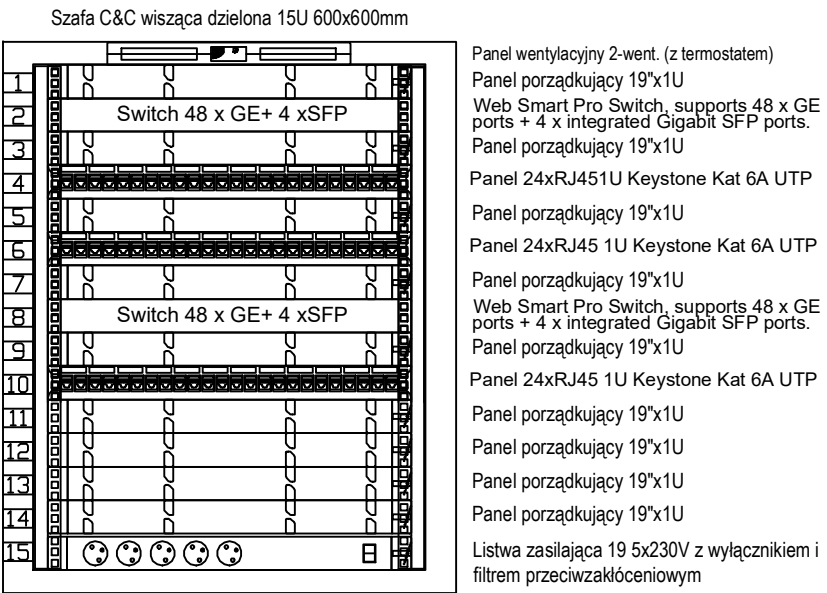 Szafa C&C wisząca dzielona 15U 600x600mm
Panel wentylacyjny 2-went. (z termostatem)
1 Panel porządkujący 19"x1U
2 Switch 48 x GE+ 4 xSFP Web Smart Pro Switch, supports 48 x GE
ports + 4 x integrated Gigabit SFP ports.
3 Panel porządkujący 19"x1U
4 Panel 24xRJ451U Keystone Kat 6A UTP
5 Panel porządkujący 19"x1U
6 Panel 24xRJ45 1U Keystone Kat 6A UTP
7 Panel porządkujący 19"x1U
8 Switch 48 x GE+ 4 xSFP Web Smart Pro Switch, supports 48 x GE
ports + 4 x integrated Gigabit SFP ports.
9 Panel porządkujący 19"x1U
10 Panel 24xRJ45 1U Keystone Kat 6A UTP
11 Panel porządkujący 19"x1U
12 Panel porządkujący 19"x1U
13 Panel porządkujący 19"x1U
14 Panel porządkujący 19"x1U
15 Listwa zasilająca 19 5x230V z wyłącznikiem i
filtrem przeciwzakłóceniowym